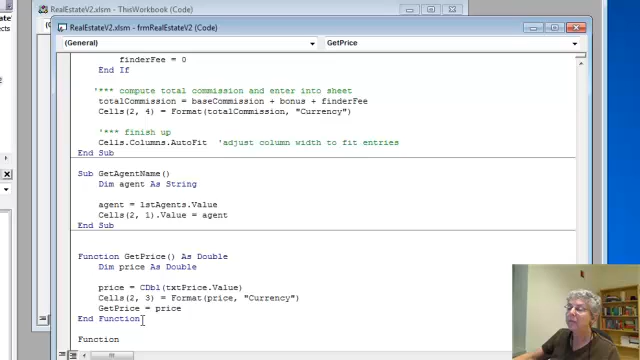 RealEstateV2.xlsm - ThisWorkbook (Code)
RealEstateV2.xlsm - frmRealEstateV2 (Code)
(General)
GetPrice
finderFee = 0
End If
'*** compute total commission and enter into sheet
totalCommission = baseCommission + bonus + finderFee
Cells(2, 4) = Format(totalCommission, "Currency")
'*** finish up
Cells.Columns.AutoFit 'adjust column width to fit entries
End Sub
Sub GetAgentName()
Dim agent As String
agent = lstAgents.Value
Cells(2, 1).Value = agent
End Sub
Function GetPrice() As Double
Dim price As Double
price = CDbl(txtPrice.Value)
Cells(2, 3) = Format(price, "Currency")
GetPrice = price
End Function
Function